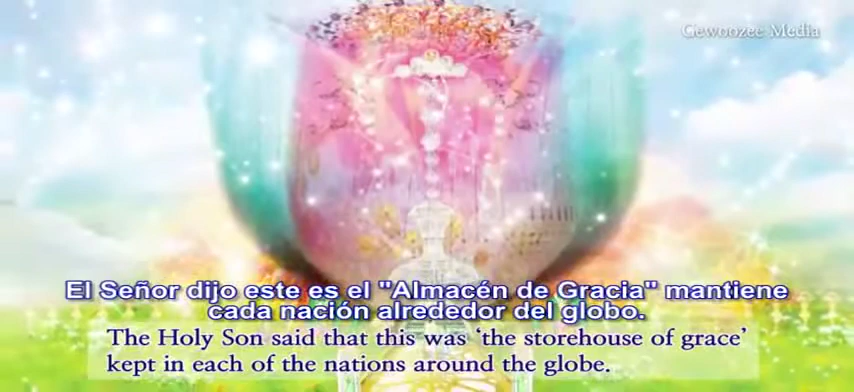 Gewoozee Media
El Señor dijo este es el "Almacén de Gracia" mantiene
cada nación alrededor del globo.
The Holy Son said that this was ‘the storehouse of grace’
kept in each of the nations around the globe.